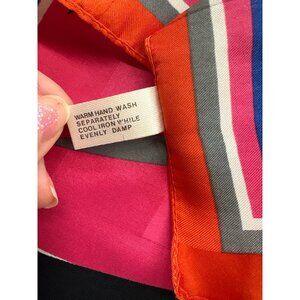 WARM HAND WASH
SEPARATELY
COOL IRON WHILE
EVENLY DAMP